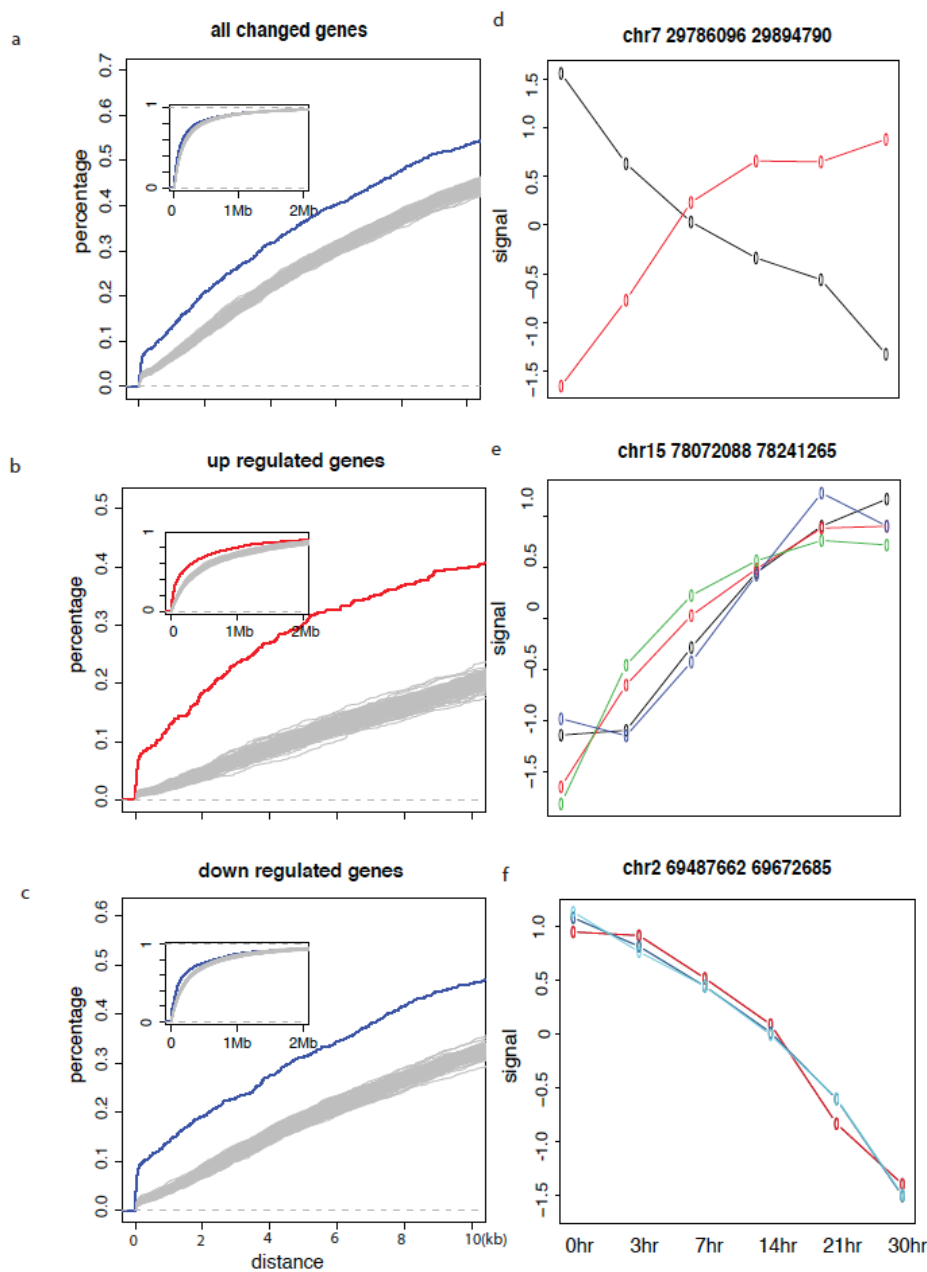 a
all changed genes
percentage
0.0
0.1
0.2
0.3
0.4
0.5
0.6
0.7
0
1
0
1Mb
2Mb
d
chr7 29786096 29894790
signal
-1.5
-1.0
-0.5
0
0.5
1.0
1.5
b
up regulated genes
percentage
0.0
0.1
0.2
0.3
0.4
0.5
0
1
0
1Mb
2Mb
0
2
4
6
8
10
e
chr15 78072088 78241265
signal
-1.5
-1.0
-0.5
0
0.5
1.0
c
down regulated genes
percentage
0.0
0.1
0.2
0.3
0.4
0.5
0.6
0
1
0
1Mb
2Mb
0
2
4
6
8
10(kb)
distance
f
chr2 69487662 69672685
signal
-1.5
-1.0
-0.5
0
0.5
1.0
0hr
3hr
7hr
14hr
21hr
30hr